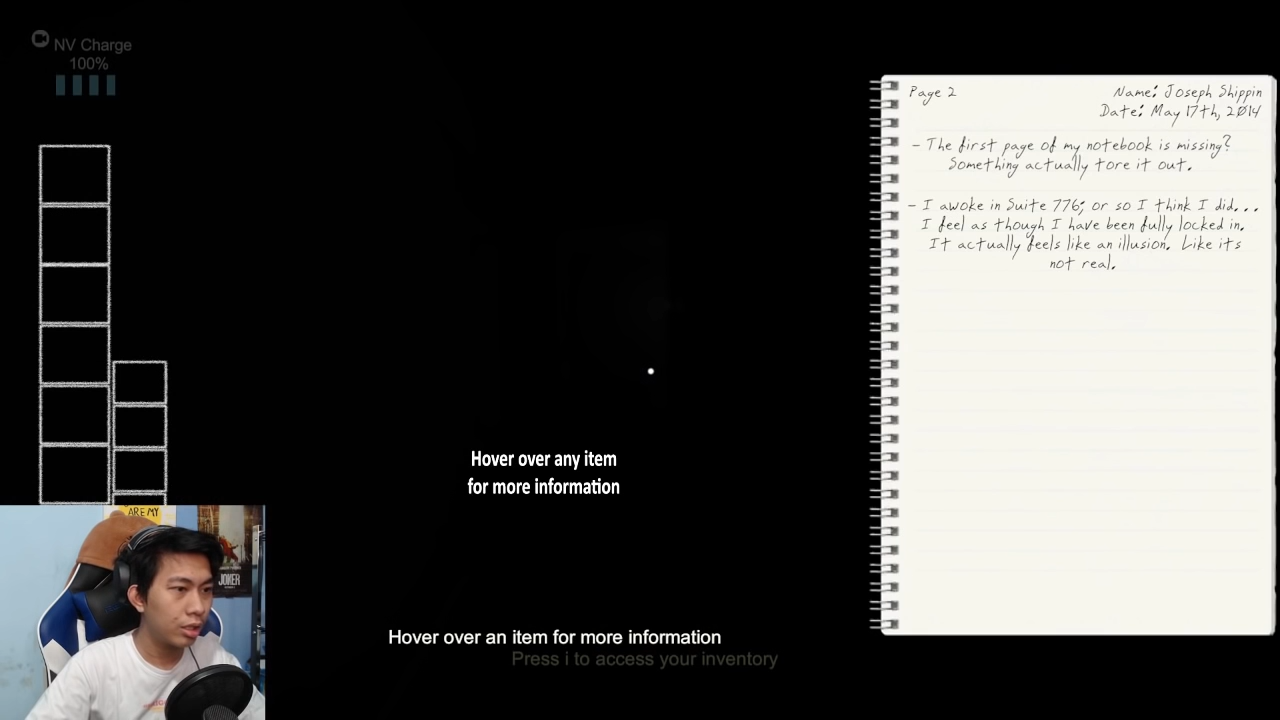 NV Charge
100%
Page 2
Name: Joseph Shippin
Date: May 17th, 2014
- The first page of my notebook is missing?
Something actually tore it out.
- I awoke in Suite 776; or so I think I did...
I feel as though I have been fully locked in.
It actually feels like an illusion. Like its
not real.
Hover over any item
for more information
ARE MY
JOKER
Hover over an item for more information
Press i to access your inventory